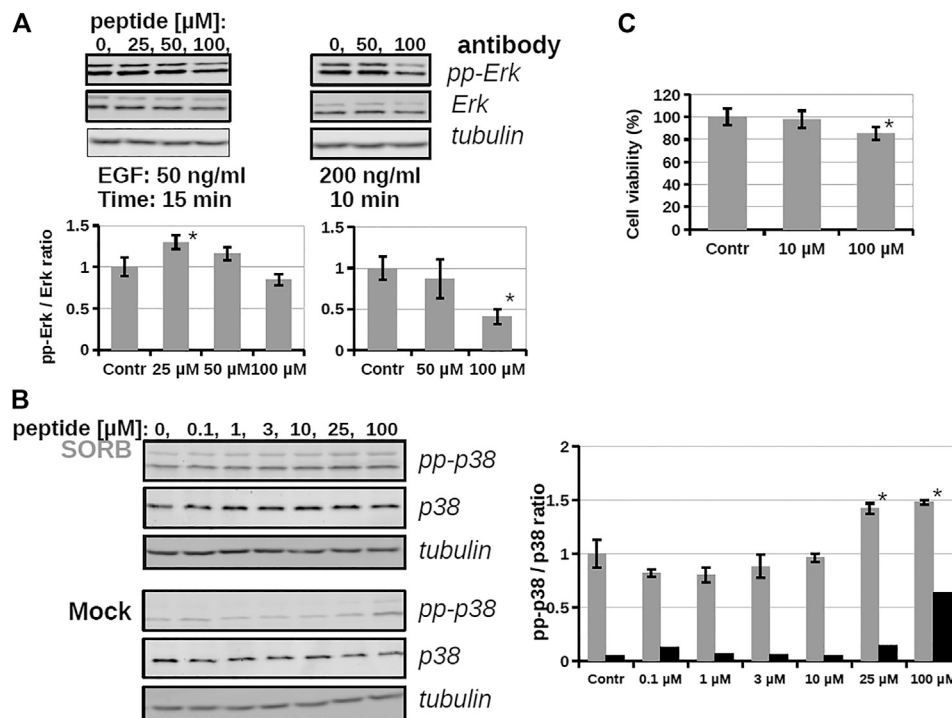 A
peptide [µM]:
0, 25, 50, 100,
0, 50, 100
antibody
pp-Erk
Erk
tubulin
EGF: 50 ng/ml
Time: 15 min
200 ng/ml
10 min
pp-Erk / Erk ratio
1.5
1
0.5
0
*
Contr 25 µM 50 µM 100 µM
1.5
1
0.5
0
*
Contr 50 µM 100 µM
C
Cell viability (%)
120
100
80
60
40
20
0
*
Contr 10 µM 100 µM
B
peptide [µM]: 0, 0.1, 1, 3, 10, 25, 100
SORB
pp-p38
p38
tubulin
Mock
pp-p38
p38
tubulin
pp-p38 / p38 ratio
2
1.5
1
0.5
0
* *
Contr 0.1 µM 1 µM 3 µM 10 µM 25 µM 100 µM